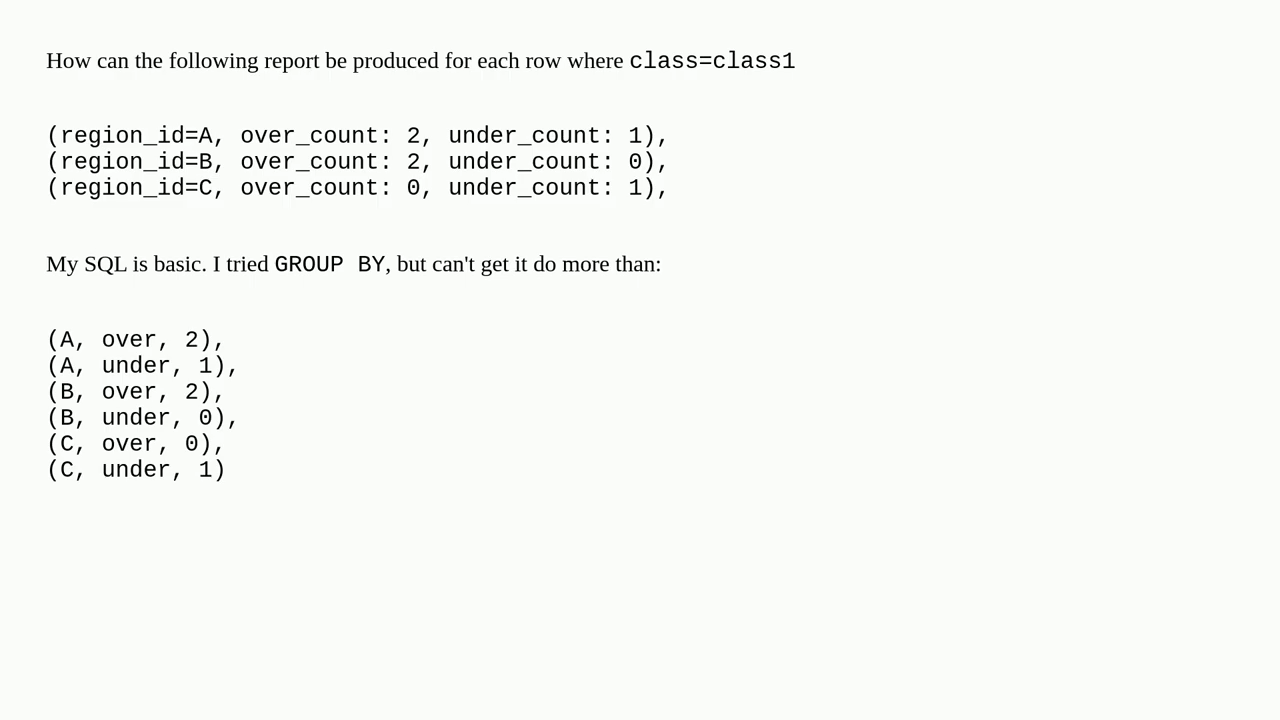 How can the following report be produced for each row where class=class1
(region_id=A, over_count: 2, under_count: 1),
(region_id=B, over_count: 2, under_count: 0),
(region_id=C, over_count: 0, under_count: 1),
My SQL is basic. I tried GROUP BY, but can't get it do more than:
(A, over, 2),
(A, under, 1),
(B, over, 2),
(B, under, 0),
(C, over, 0),
(C, under, 1)